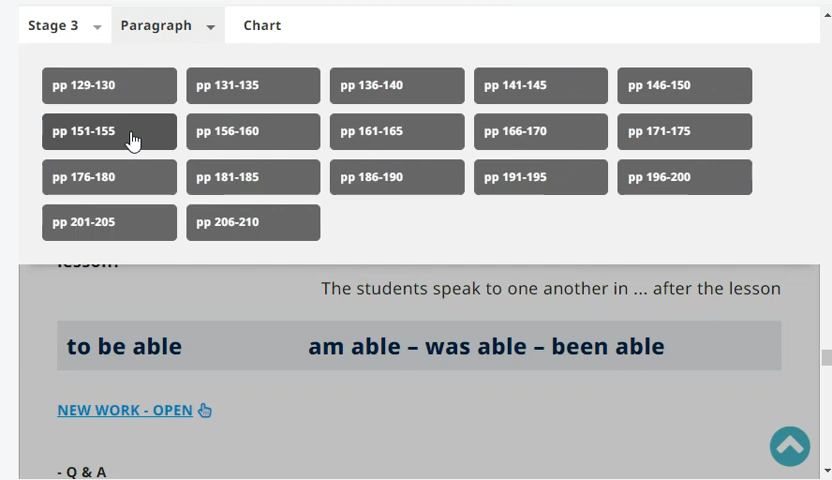 Stage 3 Paragraph Chart
pp 129-130 pp 131-135 pp 136-140 pp 141-145 pp 146-150
pp 151-155 pp 156-160 pp 161-165 pp 166-170 pp 171-175
pp 176-180 pp 181-185 pp 186-190 pp 191-195 pp 196-200
pp 201-205 pp 206-210
The students speak to one another in ... after the lesson
to be able am able – was able – been able
NEW WORK - OPEN
- Q & A